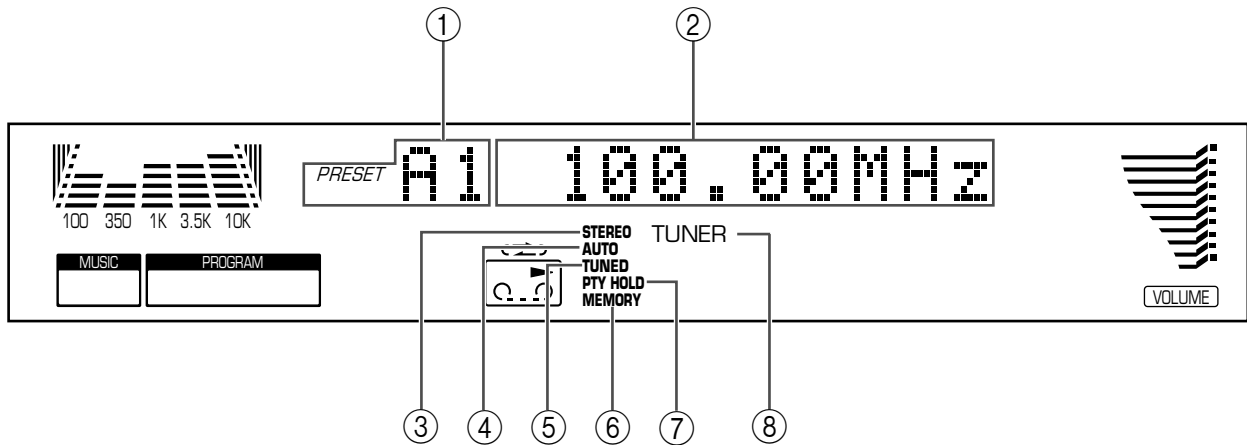 ① ②
PRESET A1 100.00MHz
100 350 1K 3.5K 10K
STEREO TUNER
AUTO
TUNED
PTY HOLD
MEMORY
MUSIC PROGRAM
VOLUME
③ ④ ⑤ ⑥ ⑦ ⑧